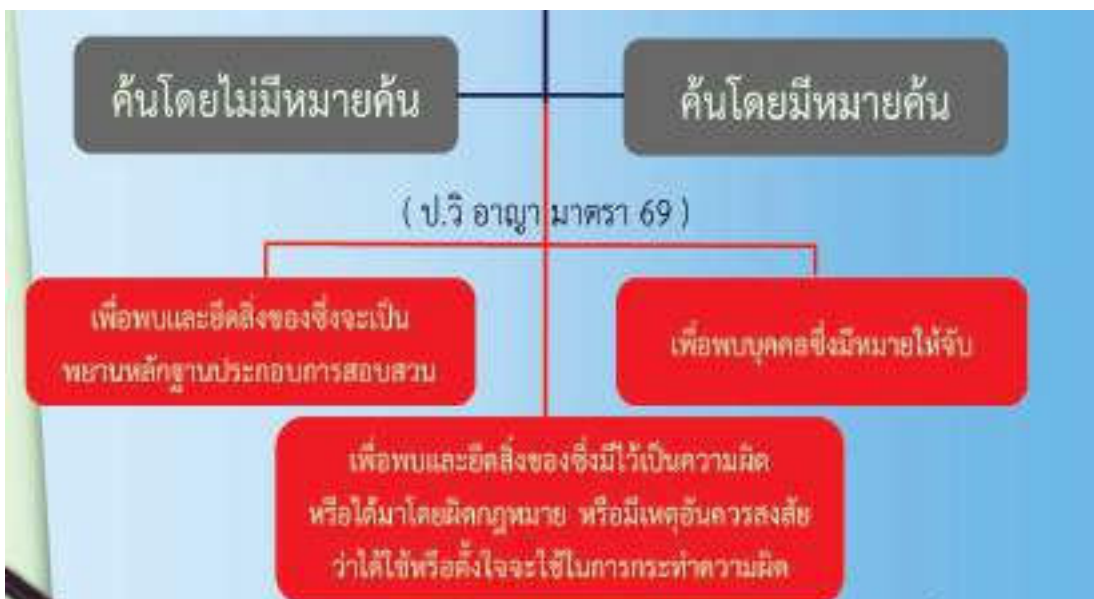 ค้นโดยไม่มีหมายค้น
ค้นโดยมีหมายค้น
( ป.วิ อาญา มาตรา 69 )
เพื่อพบและยึดสิ่งของซึ่งจะเป็น
พยานหลักฐานประกอบการสอบสวน
เพื่อพบบุคคลซึ่งมีหมายให้จับ
เพื่อพบและยึดสิ่งของซึ่งมีไว้เป็นความผิด
หรือได้มาโดยผิดกฎหมาย หรือมีเหตุอันควรสงสัย
ว่าได้ใช้หรือตั้งใจจะใช้ในการกระทำความผิด